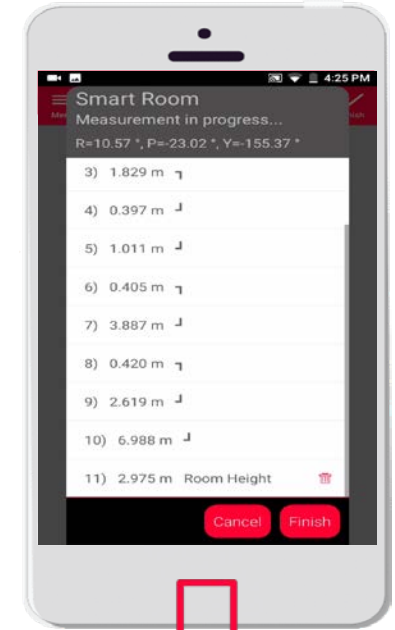 4:25 PM
Smart Room
Measurement in progress...
R=10.57 °, P=-23.02 °, Y=-155.37 °
3) 1.829 m ┐
4) 0.397 m ┘
5) 1.011 m ┘
6) 0.405 m ┐
7) 3.887 m ┘
8) 0.420 m ┐
9) 2.619 m ┘
10) 6.988 m ┘
11) 2.975 m Room Height
Cancel Finish